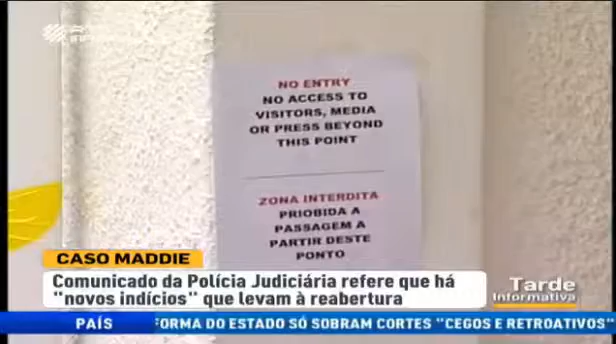 NO ENTRY
NO ACCESS TO
VISITORS, MEDIA
OR PRESS BEYOND
THIS POINT
ZONA INTERDITA
PRIOBIDA A
PASSAGEM A
PARTIR DESTE
PONTO
CASO MADDIE
Comunicado da Polícia Judiciária refere que há
"novos indícios" que levam à reabertura
Tarde
Informativa
PAÍS
FORMA DO ESTADO SÓ SOBRAM CORTES "CEGOS E RETROATIVOS"